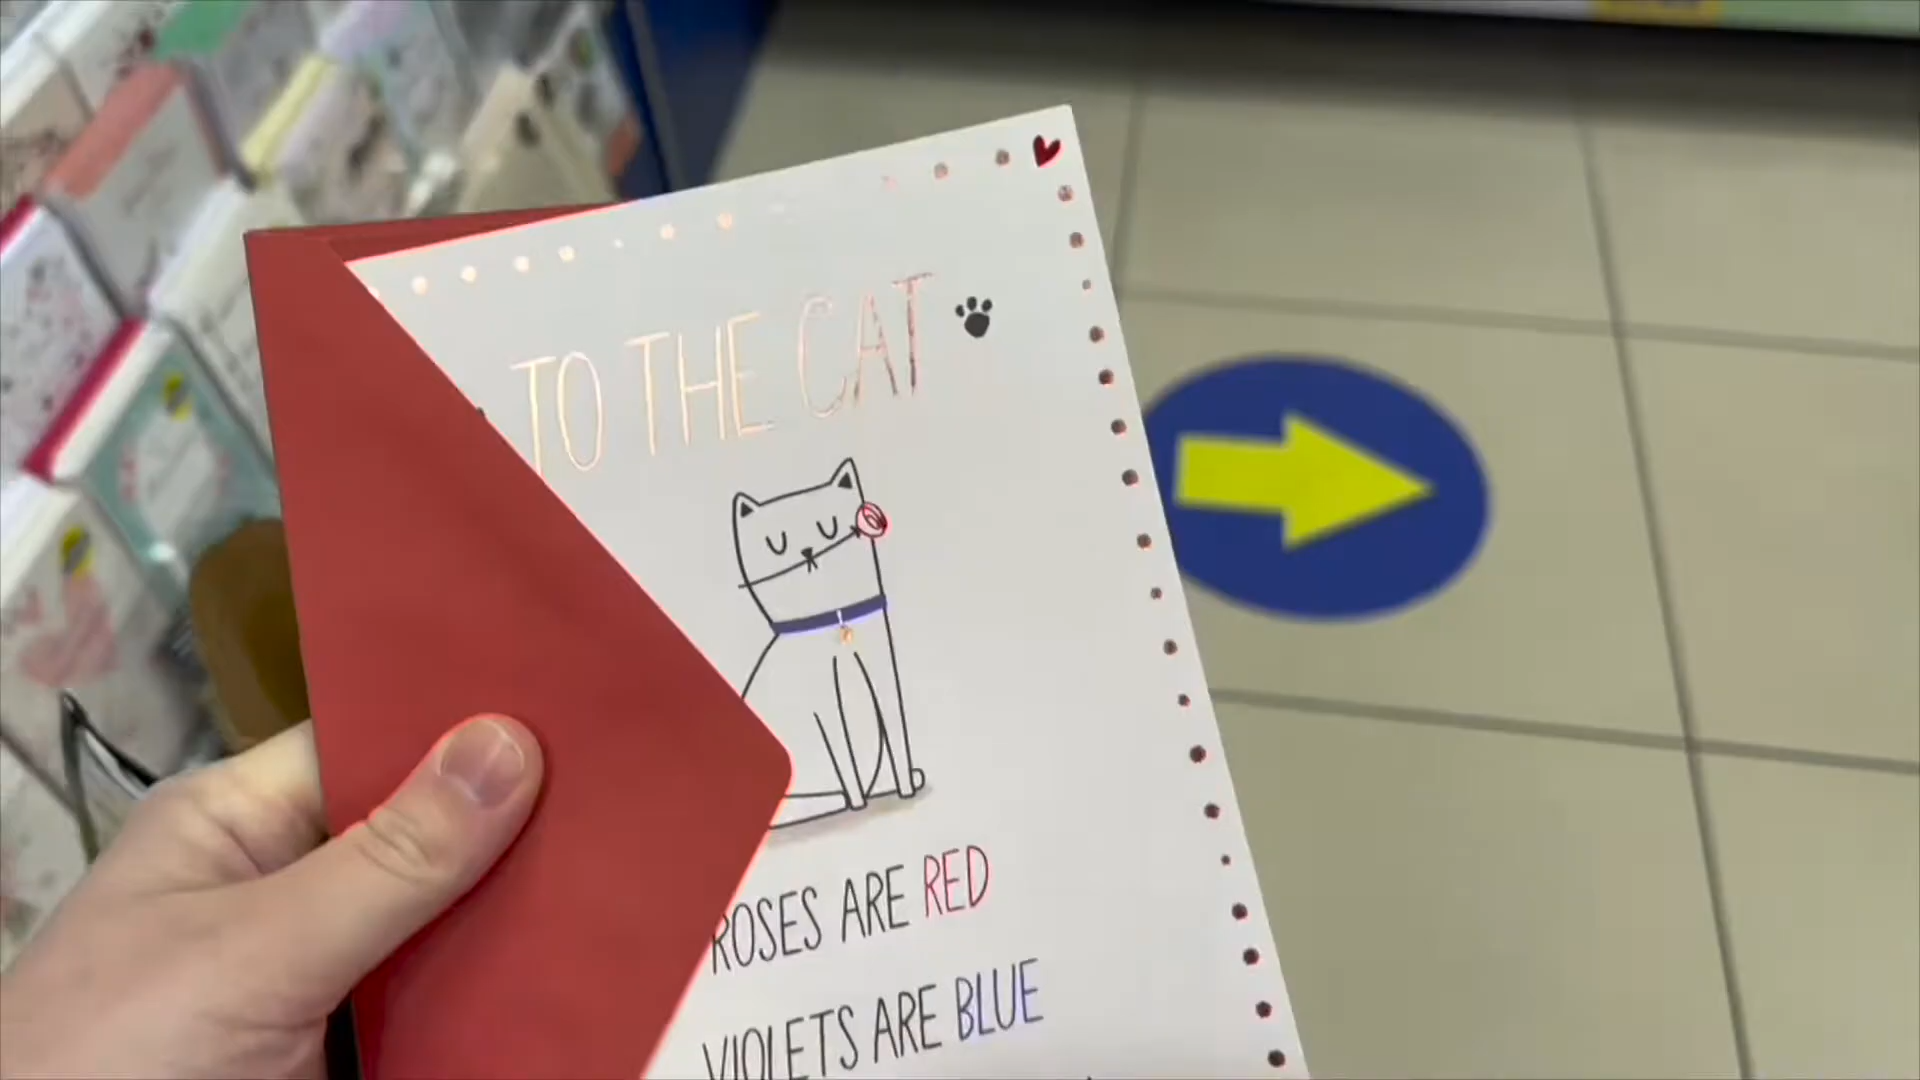 TO THE CAT
ROSES ARE RED
VIOLETS ARE BLUE